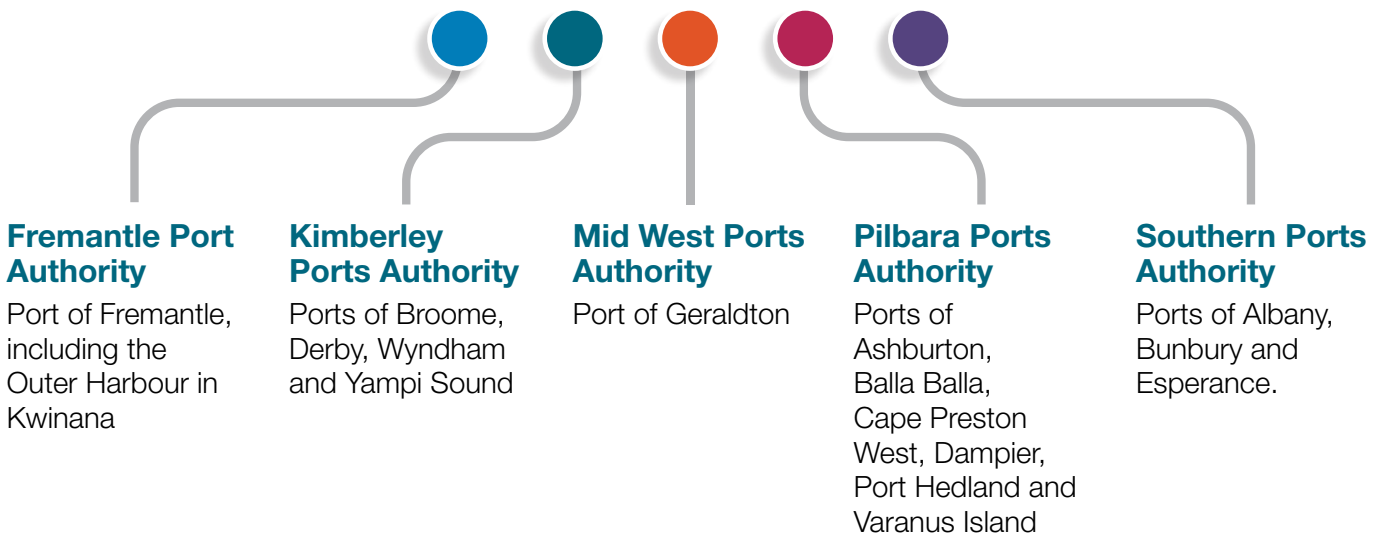 Fremantle Port
Authority
Port of Fremantle,
including the
Outer Harbour in
Kwinana
Kimberley
Ports Authority
Ports of Broome,
Derby, Wyndham
and Yampi Sound
Mid West Ports
Authority
Port of Geraldton
Pilbara Ports
Authority
Ports of
Ashburton,
Balla Balla,
Cape Preston
West, Dampier,
Port Hedland and
Varanus Island
Southern Ports
Authority
Ports of Albany,
Bunbury and
Esperance.